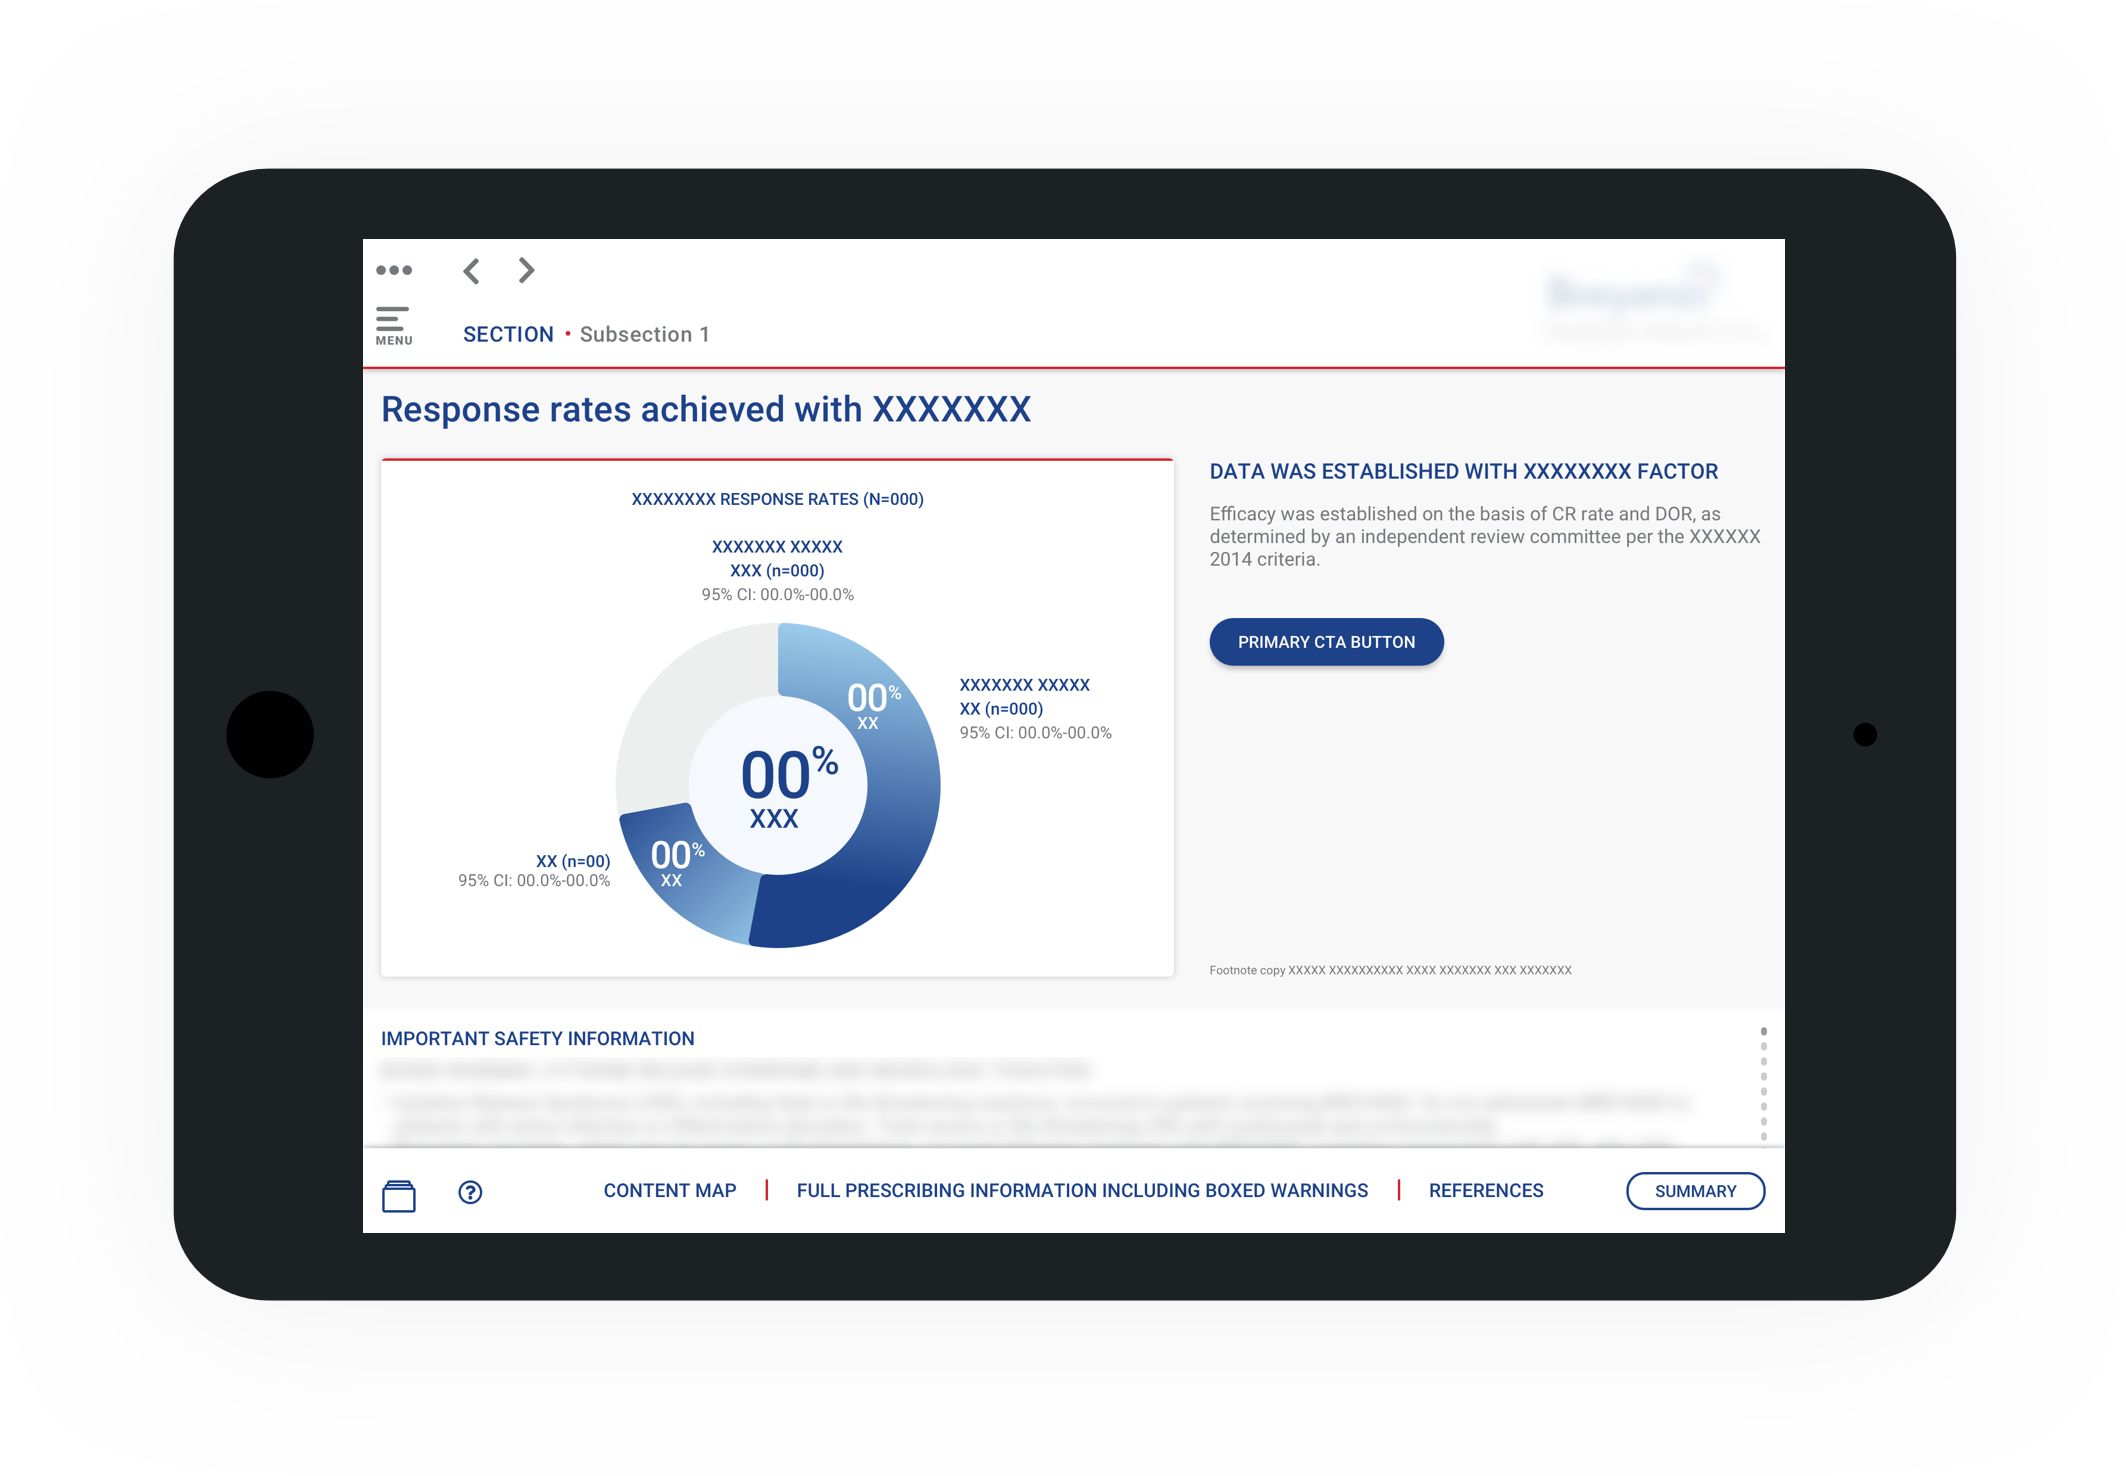 MENU
SECTION • Subsection 1
Response rates achieved with XXXXXXX
XXXXXXXX RESPONSE RATES (N=000)
XXXXXXX XXXXX
XXX (n=000)
95% CI: 00.0%-00.0%
00%
XX
XXXXXXX XXXXX
XX (n=000)
95% CI: 00.0%-00.0%
00%
XXX
00%
XX
XX (n=00)
95% CI: 00.0%-00.0%
DATA WAS ESTABLISHED WITH XXXXXXXX FACTOR
Efficacy was established on the basis of CR rate and DOR, as
determined by an independent review committee per the XXXXXX
2014 criteria.
PRIMARY CTA BUTTON
Footnote copy XXXXX XXXXXXXXXX XXXX XXXXXXX XXX XXXXXXX
IMPORTANT SAFETY INFORMATION
CONTENT MAP | FULL PRESCRIBING INFORMATION INCLUDING BOXED WARNINGS | REFERENCES
SUMMARY